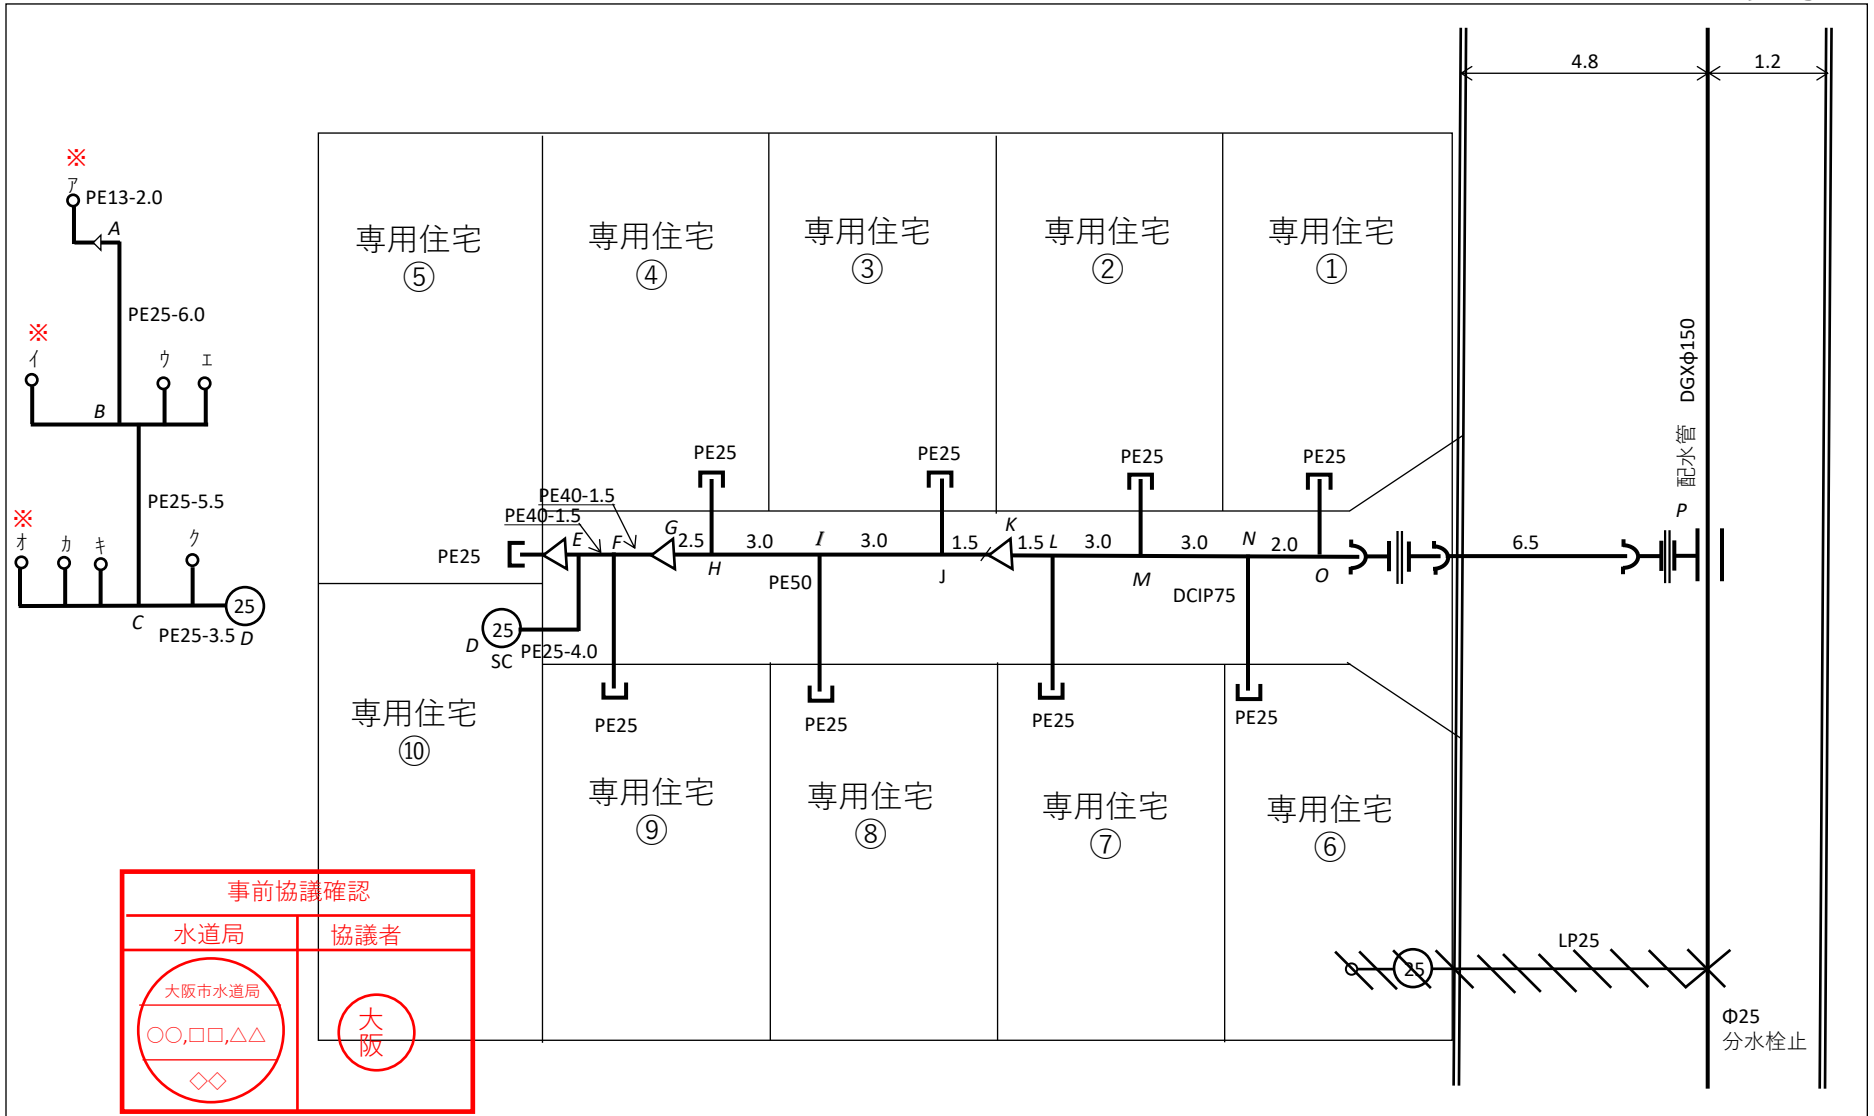 4.8
1.2
※
ア
PE13-2.0
A
PE25-6.0
※
イ
ウ
エ
B
PE25-5.5
※
オ
カ
キ
ク
25
C
PE25-3.5
D
専用住宅
⑤
専用住宅
④
専用住宅
③
専用住宅
②
専用住宅
①
配水管 DGXφ150
P
PE25
PE25
PE25
PE25
PE40-1.5
PE40-1.5
PE25
E
F
G
2.5
H
3.0
I
3.0
J
1.5
K
1.5
L
3.0
M
3.0
N
2.0
O
6.5
PE50
DCIP75
D
25
SC
PE25-4.0
PE25
PE25
PE25
PE25
専用住宅
⑩
専用住宅
⑨
専用住宅
⑧
専用住宅
⑦
専用住宅
⑥
LP25
25
Φ25
分水栓止
事前協議確認
水道局
協議者
大阪市水道局
○○,□□,△△
◇◇
大
阪